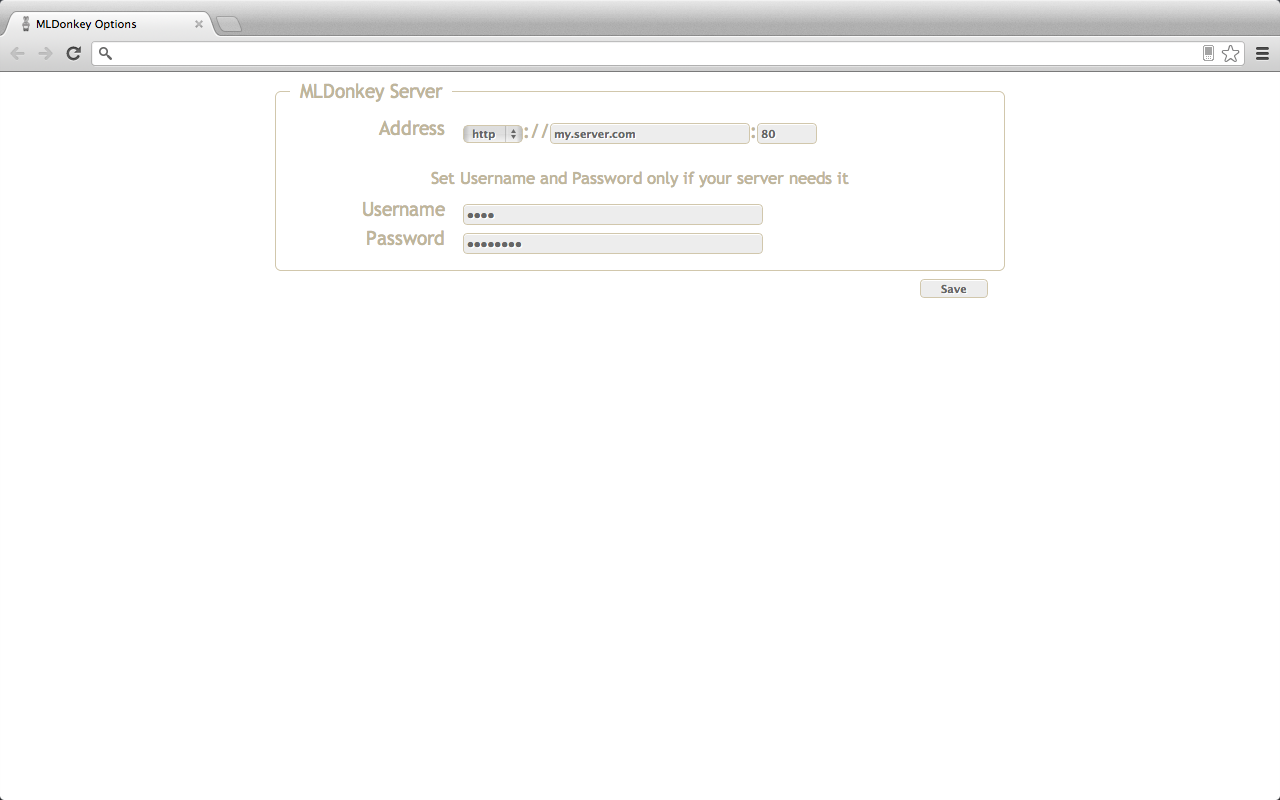 MLDonkey Options
MLDonkey Server
Address http :// my.server.com : 80
Set Username and Password only if your server needs it
Username ••••
Password ••••••••
Save